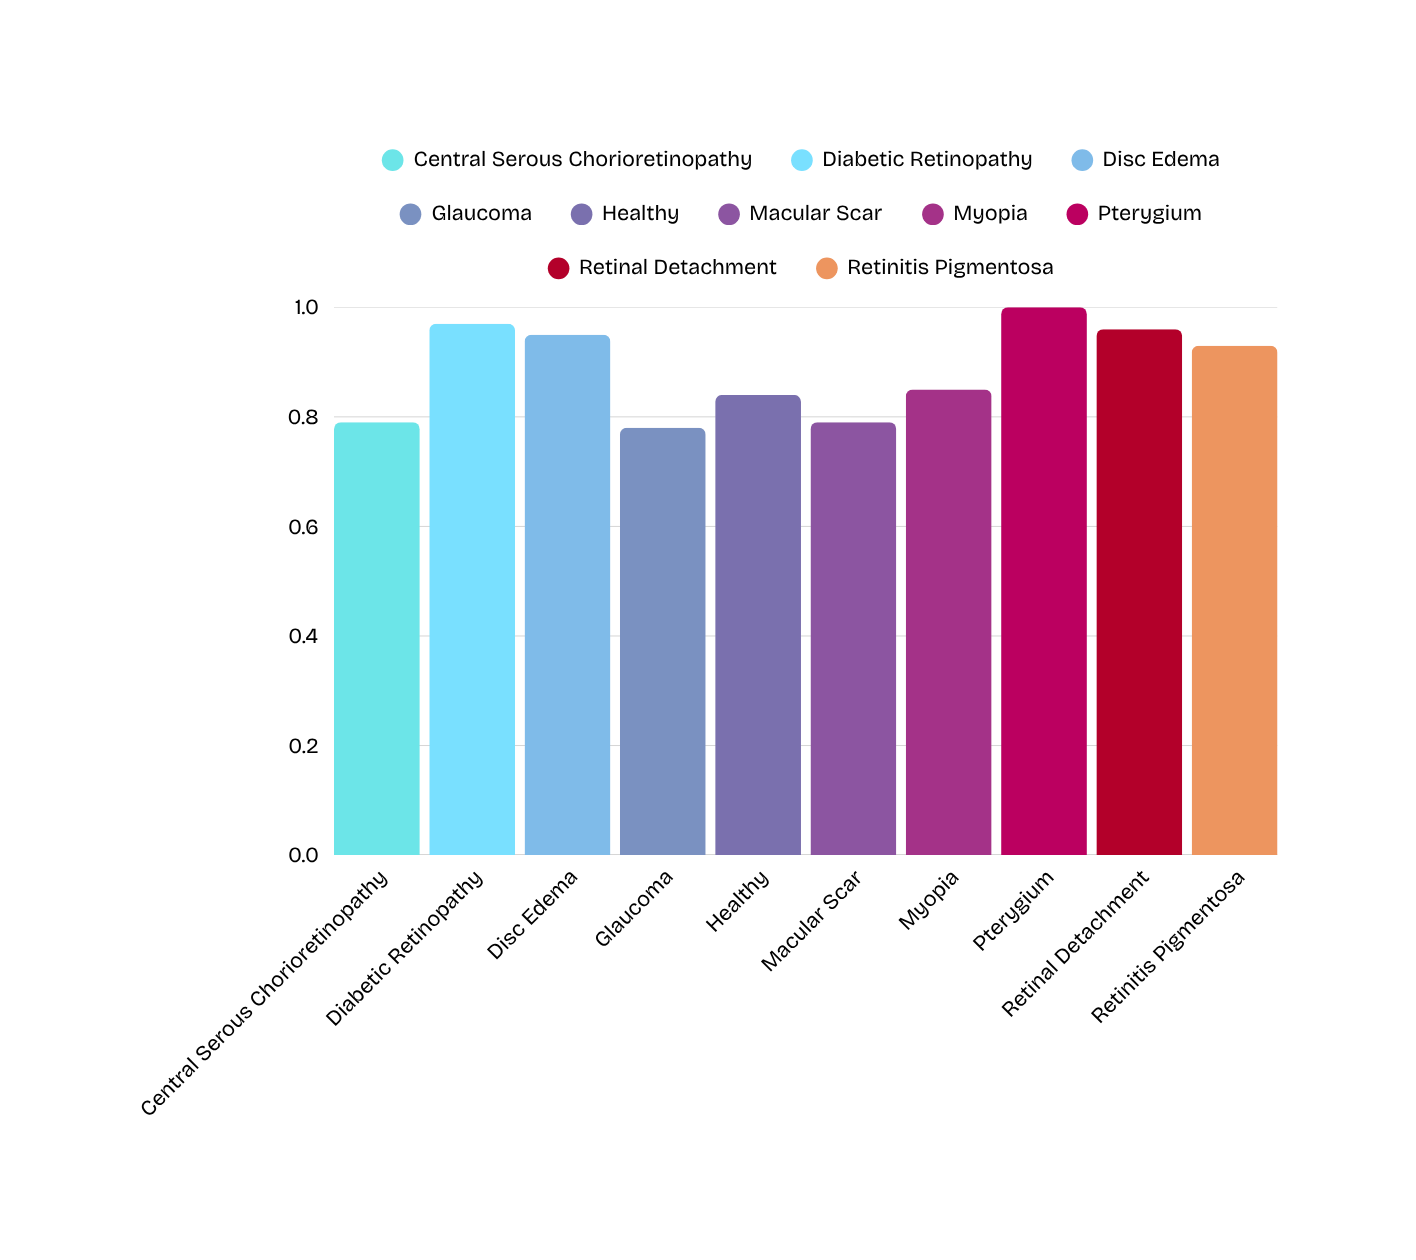 Central Serous Chorioretinopathy Diabetic Retinopathy Disc Edema
Glaucoma Healthy Macular Scar Myopia Pterygium
Retinal Detachment Retinitis Pigmentosa
1.0
0.8
0.6
0.4
0.2
0.0
Central Serous Chorioretinopathy
Diabetic Retinopathy
Disc Edema
Glaucoma
Healthy
Macular Scar
Myopia
Pterygium
Retinal Detachment
Retinitis Pigmentosa